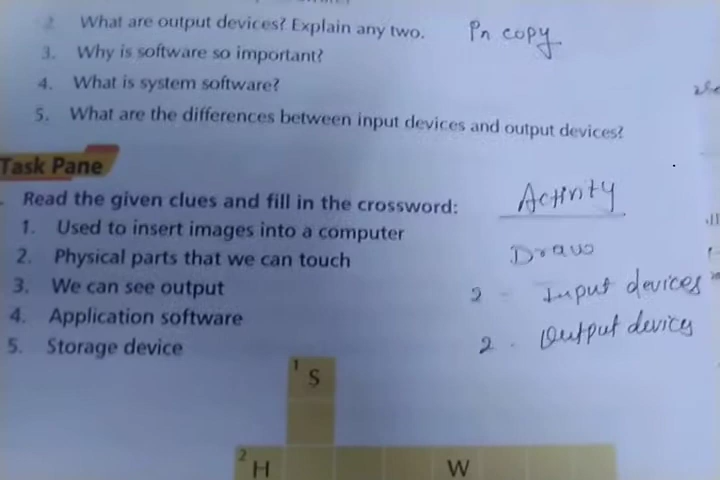 2. What are output devices? Explain any two. Pn copy
3. Why is software so important?
4. What is system software?
5. What are the differences between input devices and output devices?
Task Pane
Read the given clues and fill in the crossword: Activity
1. Used to insert images into a computer
2. Physical parts that we can touch Draw
3. We can see output 2 - Input devices
4. Application software 2. Output devices
5. Storage device
1 S
2 H W